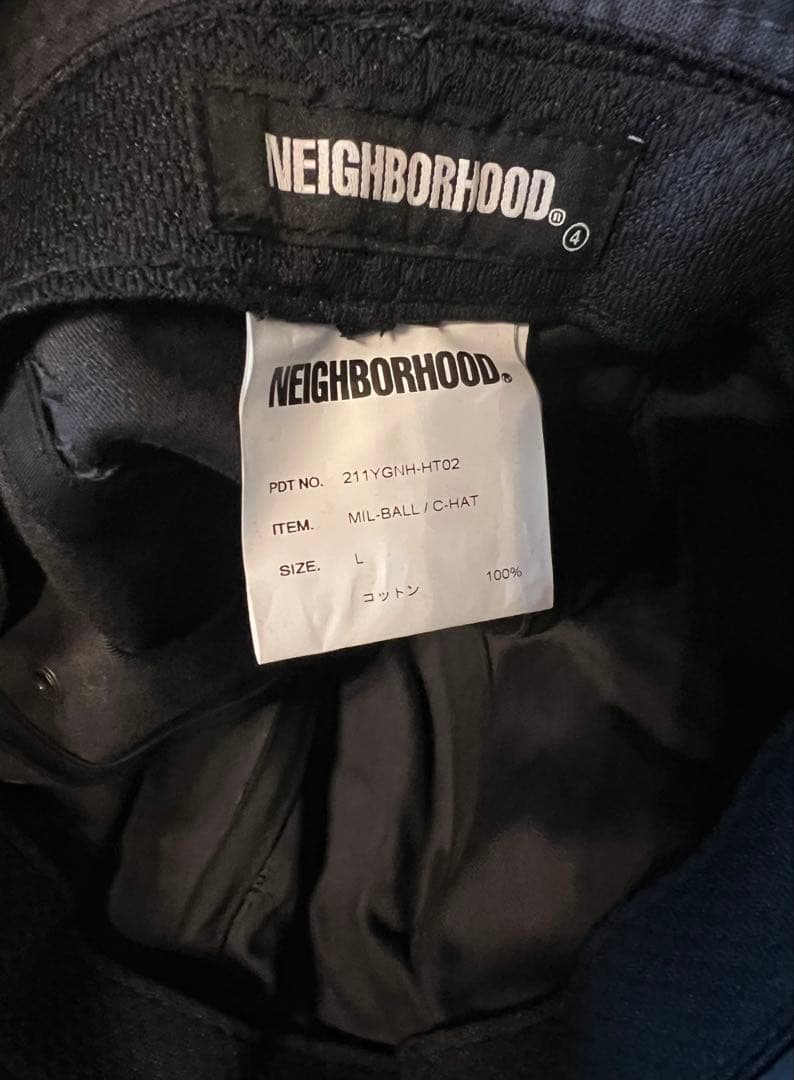 NEIGHBORHOOD®
4
NEIGHBORHOOD®
PDT NO. 211YGNH-HT02
ITEM. MIL-BALL / C-HAT
SIZE. L
コットン 100%